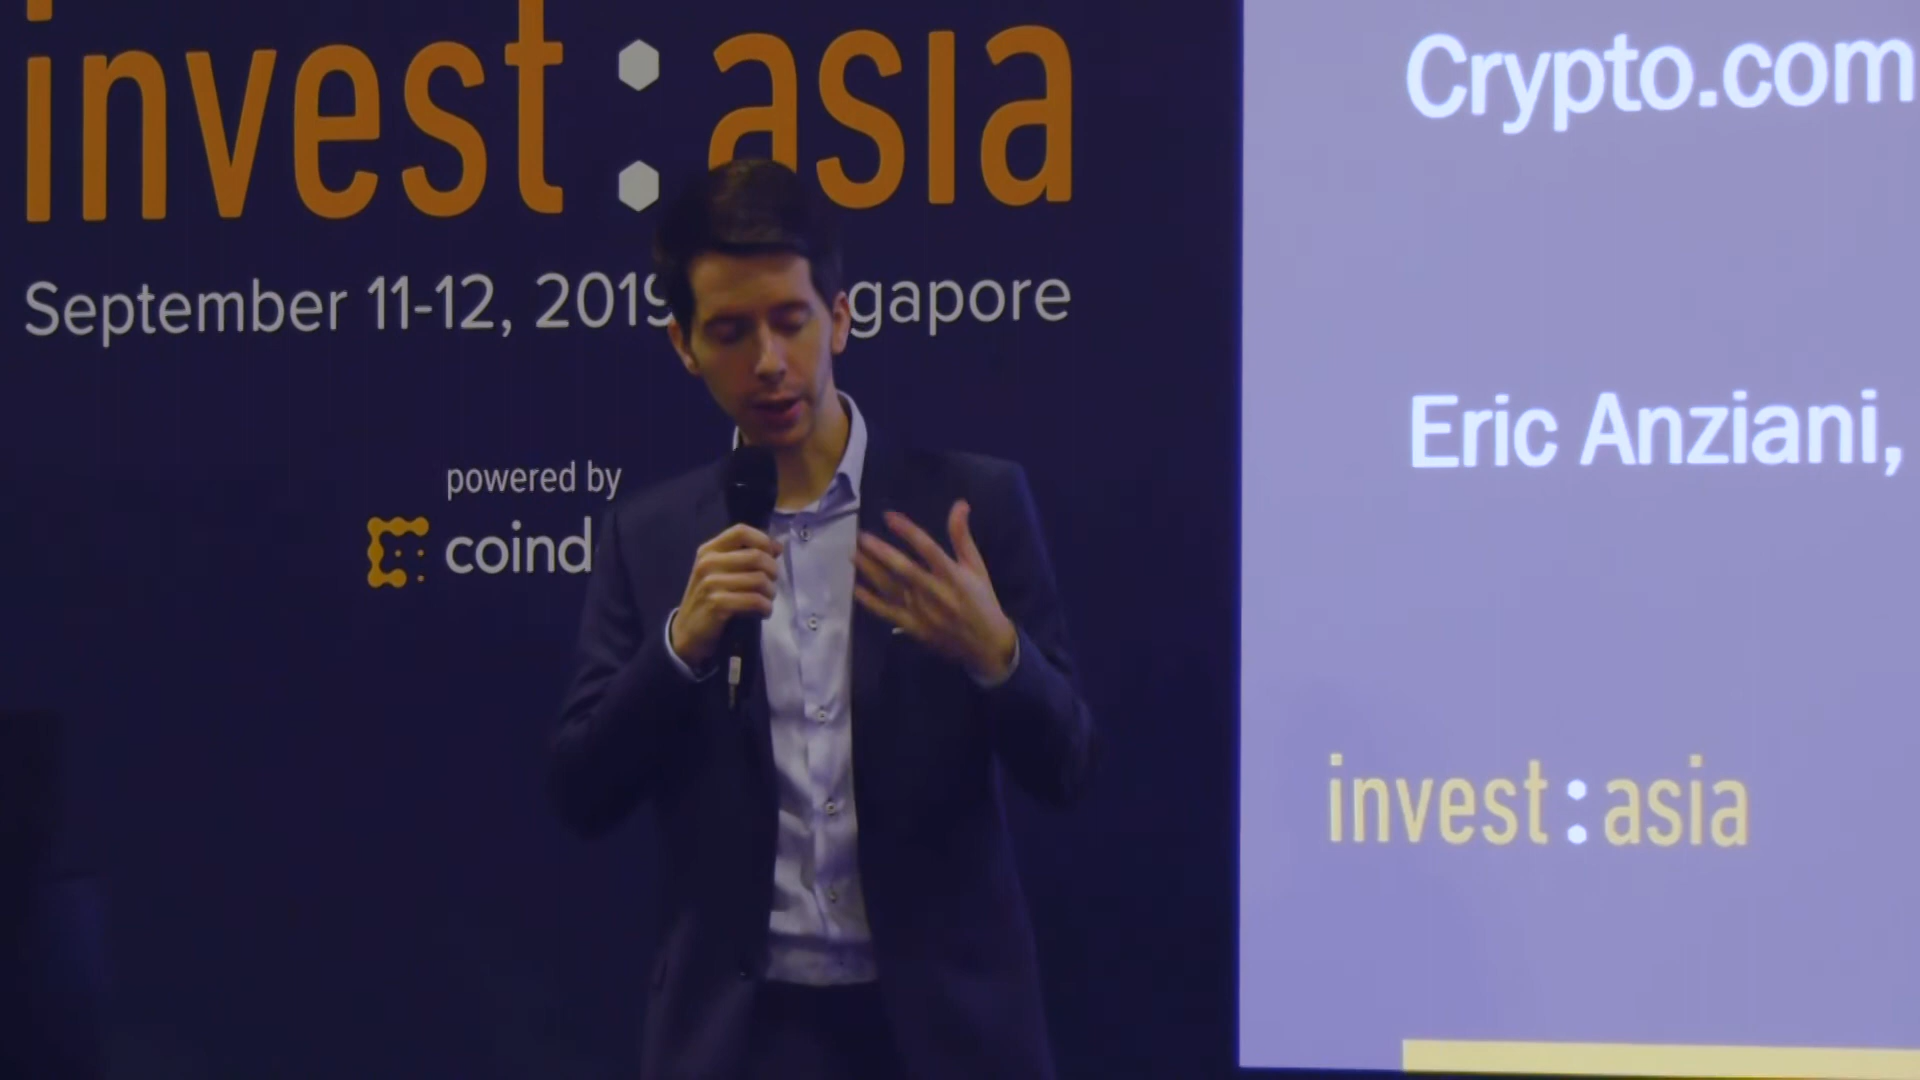 invest:asia
September 11-12, 2019 gapore
powered by
coind
Crypto.com
Eric Anziani,
invest:asia